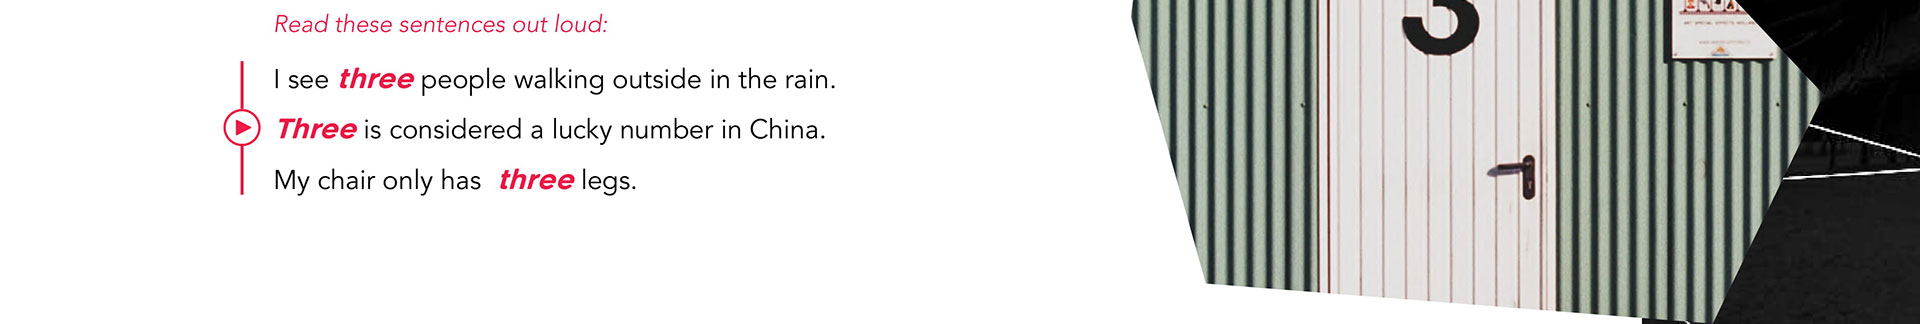 Read these sentences out loud:
I see three people walking outside in the rain.
Three is considered a lucky number in China.
My chair only has three legs.
3